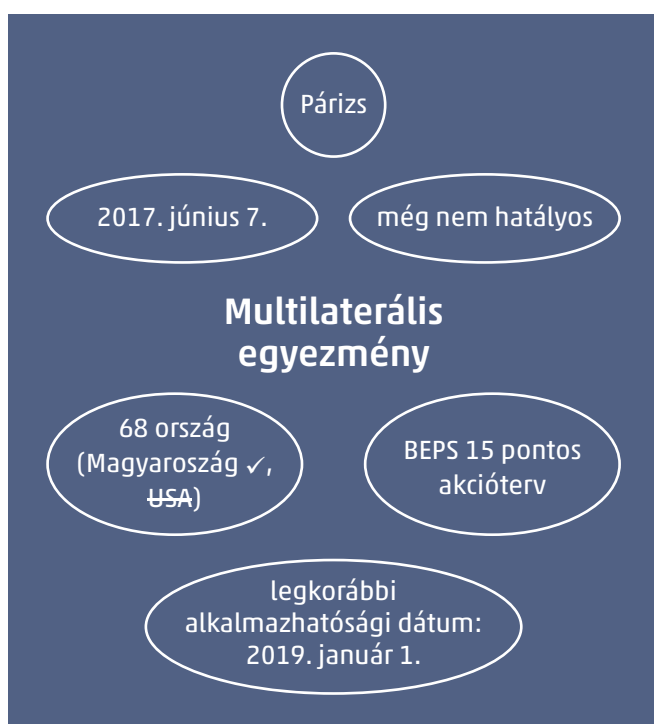 Párizs
2017. június 7.
még nem hatályos
Multilaterális
egyezmény
68 ország
(Magyaroszág ✓,
USA)
BEPS 15 pontos
akcióterv
legkorábbi
alkalmazhatósági dátum:
2019. január 1.